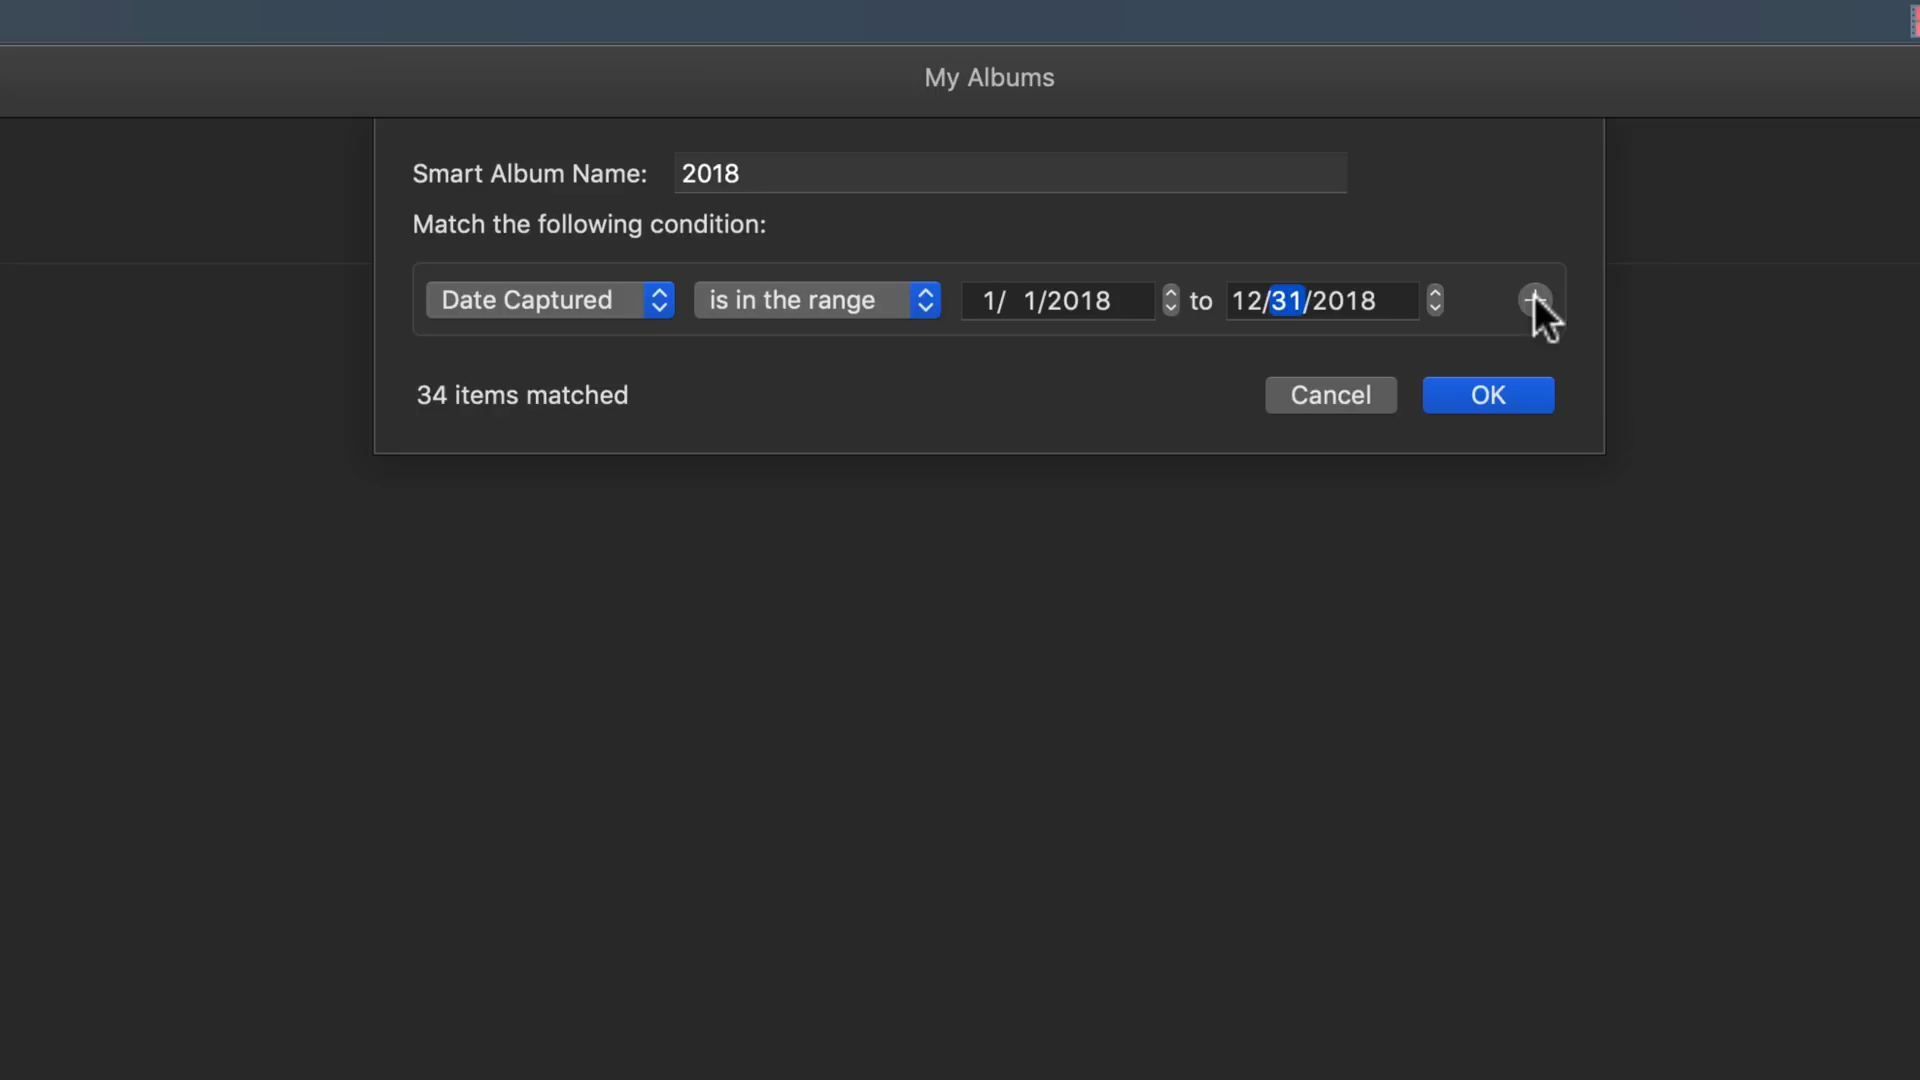 My Albums
Smart Album Name: 2018
Match the following condition:
Date Captured is in the range 1/ 1/2018 to 12/31/2018
34 items matched Cancel OK